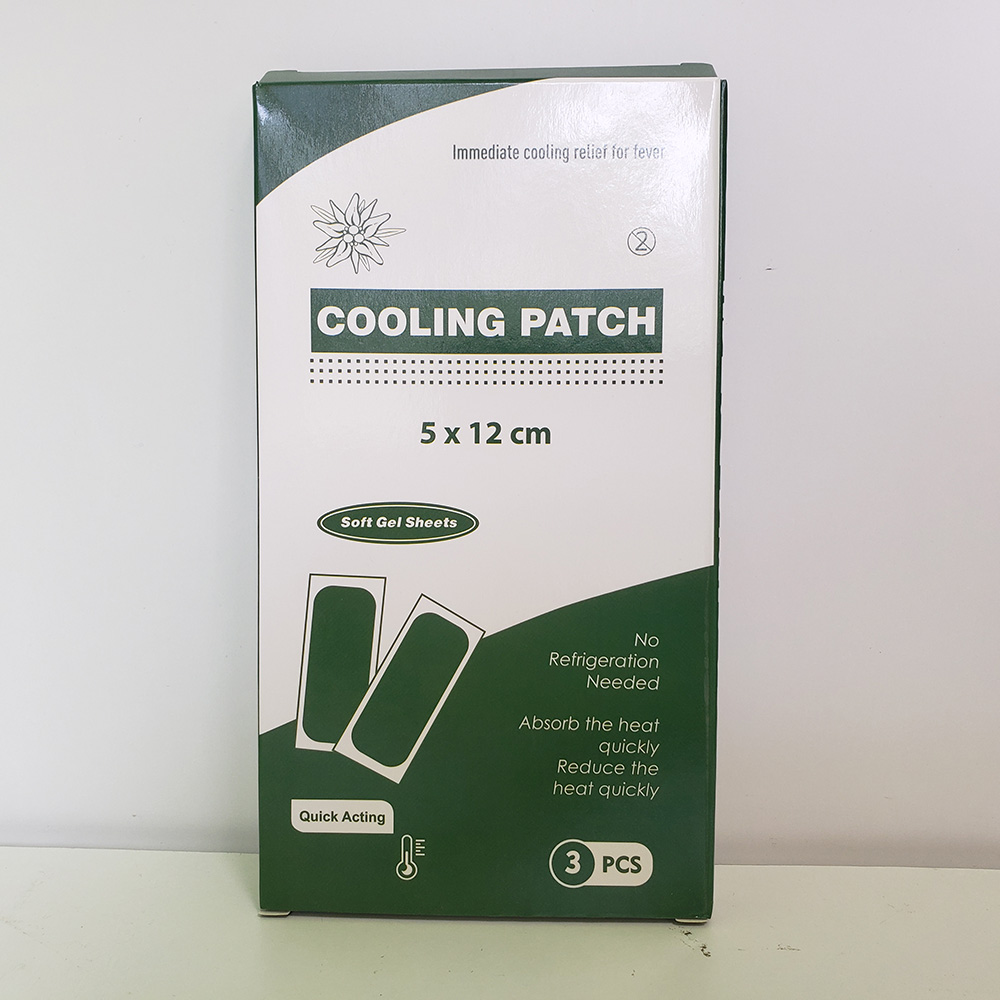 Immediate cooling relief for fever
2
COOLING PATCH
5 x 12 cm
Soft Gel Sheets
No
Refrigeration
Needed
Absorb the heat
quickly
Reduce the
heat quickly
Quick Acting
3 PCS